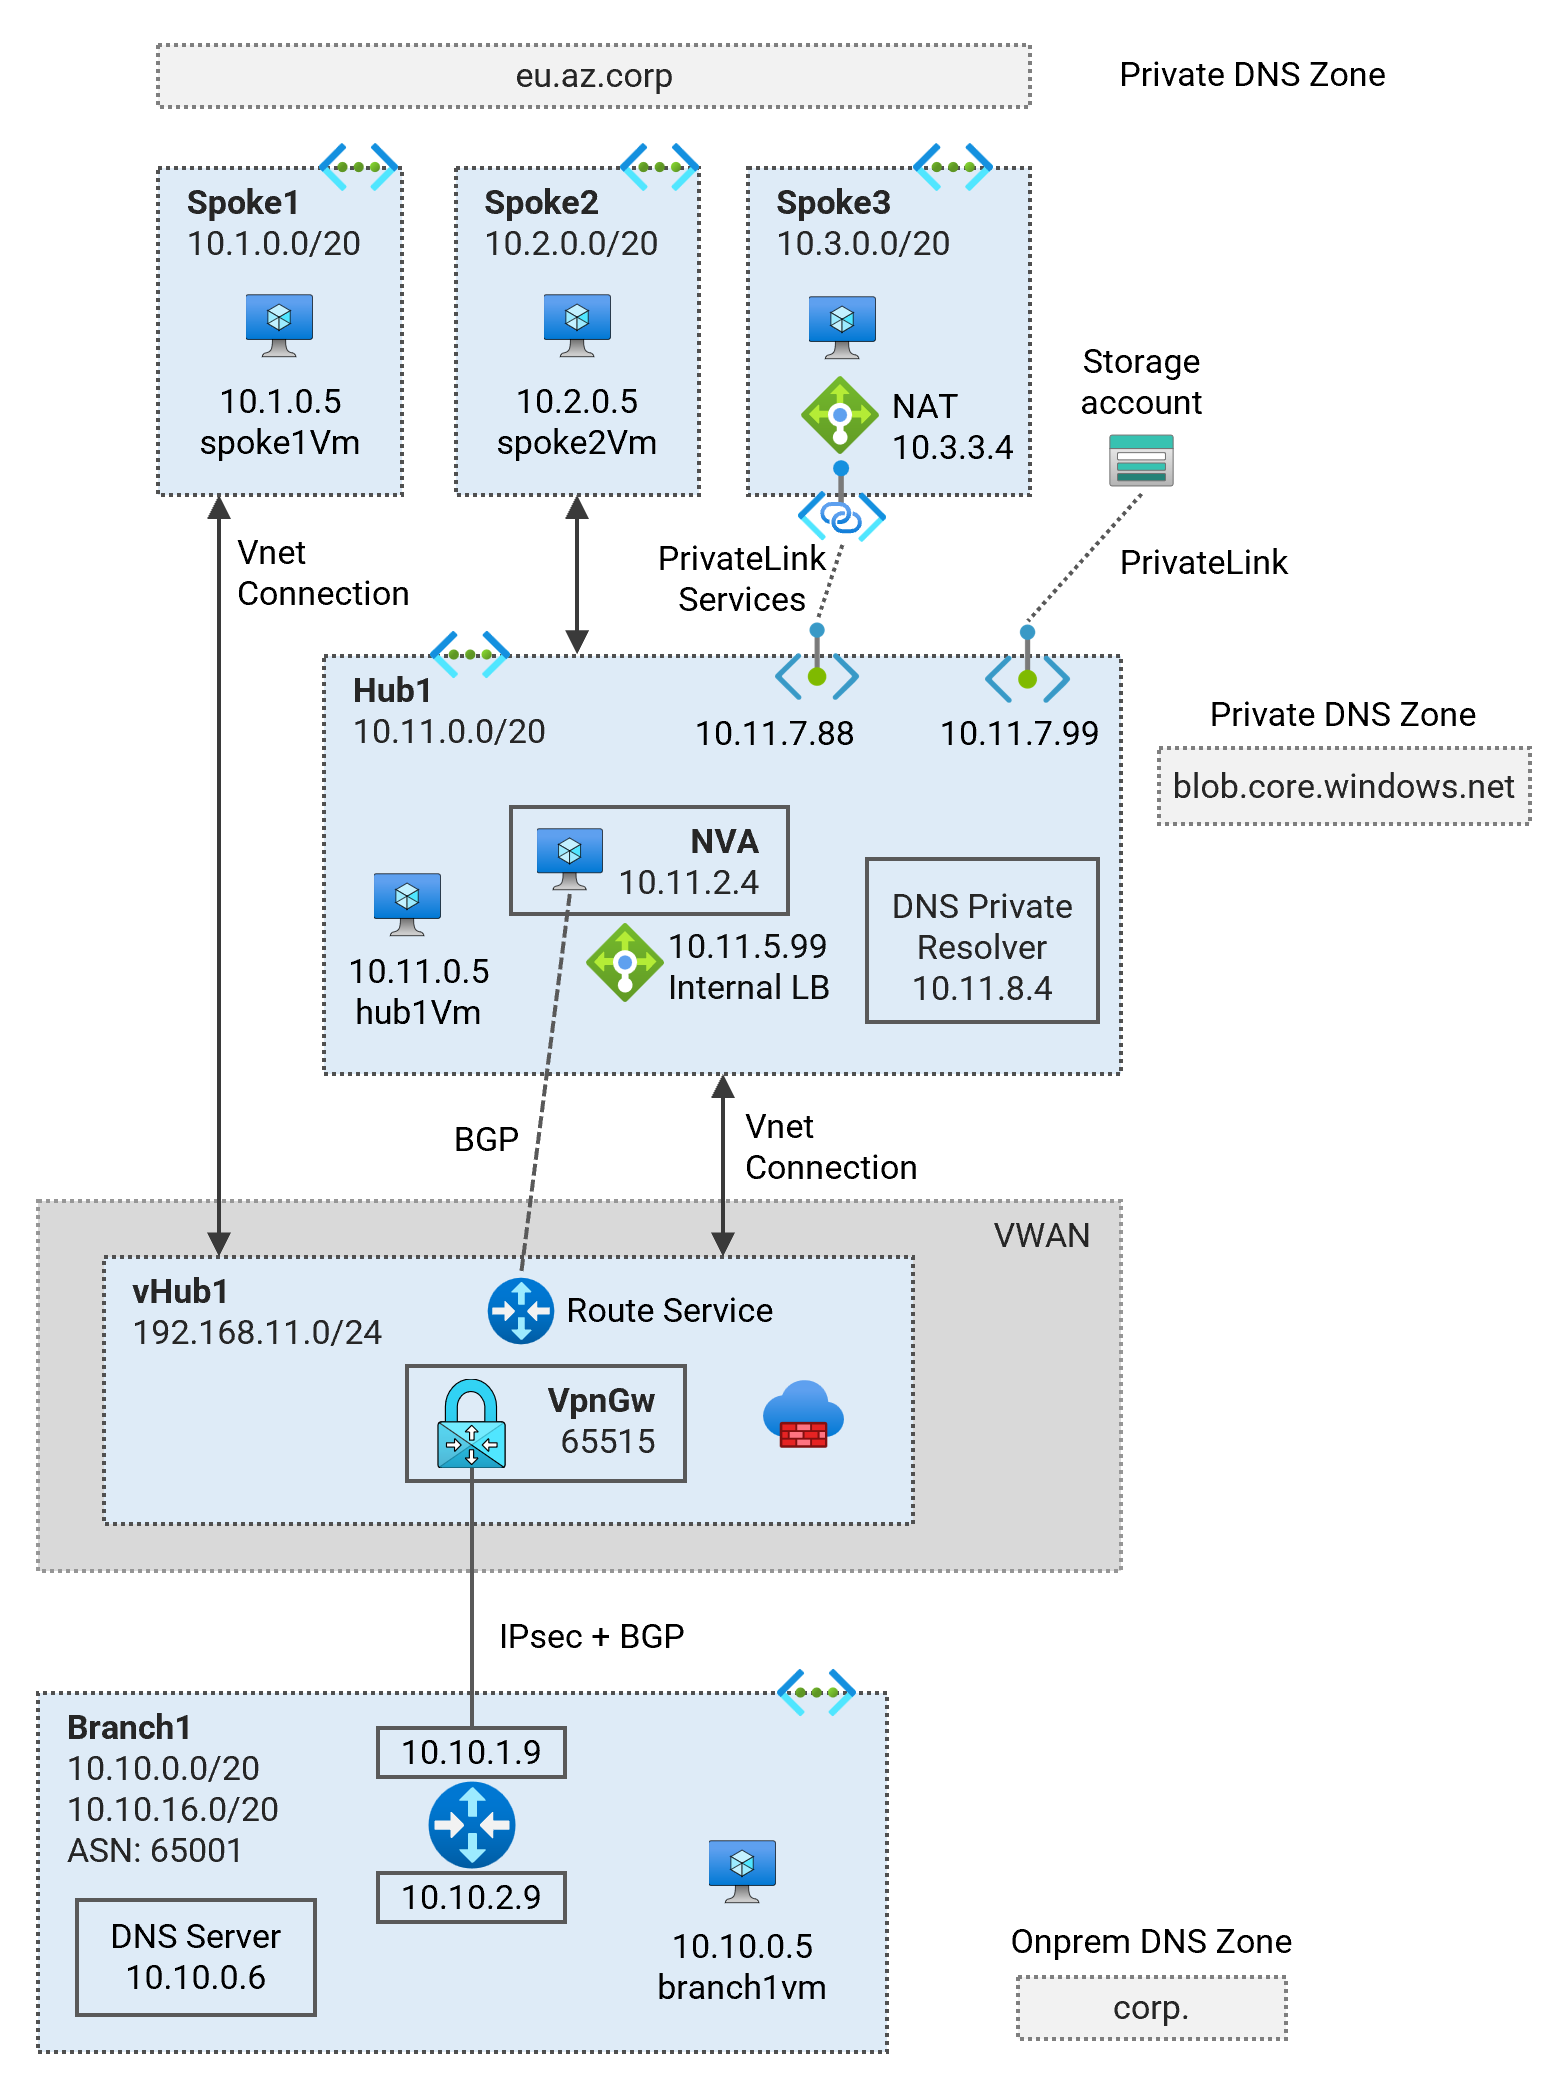 eu.az.corp
Private DNS Zone
Spoke1
10.1.0.0/20
10.1.0.5
spoke1Vm
Spoke2
10.2.0.0/20
10.2.0.5
spoke2Vm
Spoke3
10.3.0.0/20
NAT
10.3.3.4
Storage
account
Vnet
Connection
PrivateLink
Services
PrivateLink
Hub1
10.11.0.0/20
10.11.7.88
10.11.7.99
Private DNS Zone
blob.core.windows.net
NVA
10.11.2.4
10.11.0.5
hub1Vm
10.11.5.99
Internal LB
DNS Private
Resolver
10.11.8.4
BGP
Vnet
Connection
VWAN
vHub1
192.168.11.0/24
Route Service
VpnGw
65515
IPsec + BGP
Branch1
10.10.0.0/20
10.10.16.0/20
ASN: 65001
10.10.1.9
10.10.2.9
DNS Server
10.10.0.6
10.10.0.5
branch1vm
Onprem DNS Zone
corp.